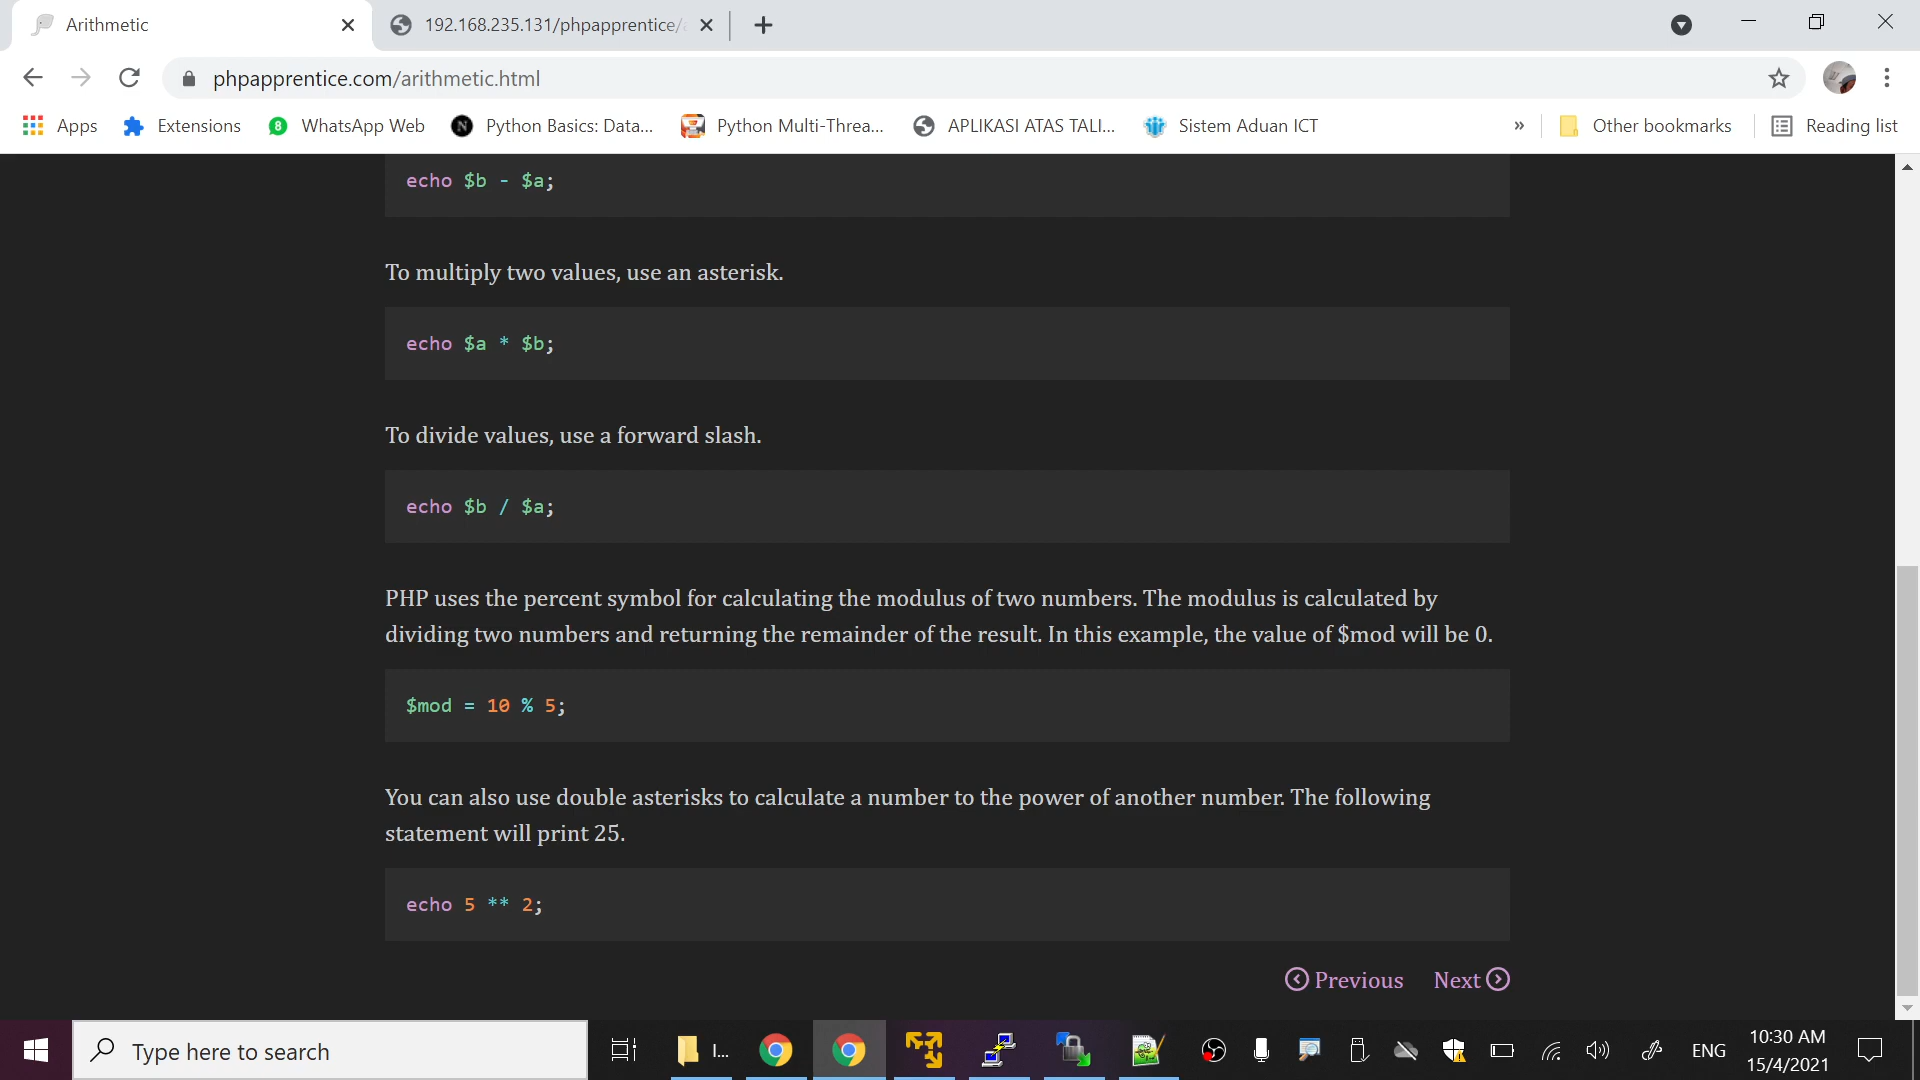 Arithmetic
192.168.235.131/phpapprentice/
phpapprentice.com/arithmetic.html
Apps
Extensions
8
WhatsApp Web
N
Python Basics: Data...
Python Multi-Threa...
APLIKASI ATAS TALI...
Sistem Aduan ICT
»
Other bookmarks
Reading list
echo $b - $a;
To multiply two values, use an asterisk.
echo $a * $b;
To divide values, use a forward slash.
echo $b / $a;
PHP uses the percent symbol for calculating the modulus of two numbers. The modulus is calculated by
dividing two numbers and returning the remainder of the result. In this example, the value of $mod will be 0.
$mod = 10 % 5;
You can also use double asterisks to calculate a number to the power of another number. The following
statement will print 25.
echo 5 ** 2;
Previous
Next
Type here to search
I...
ENG
10:30 AM
15/4/2021